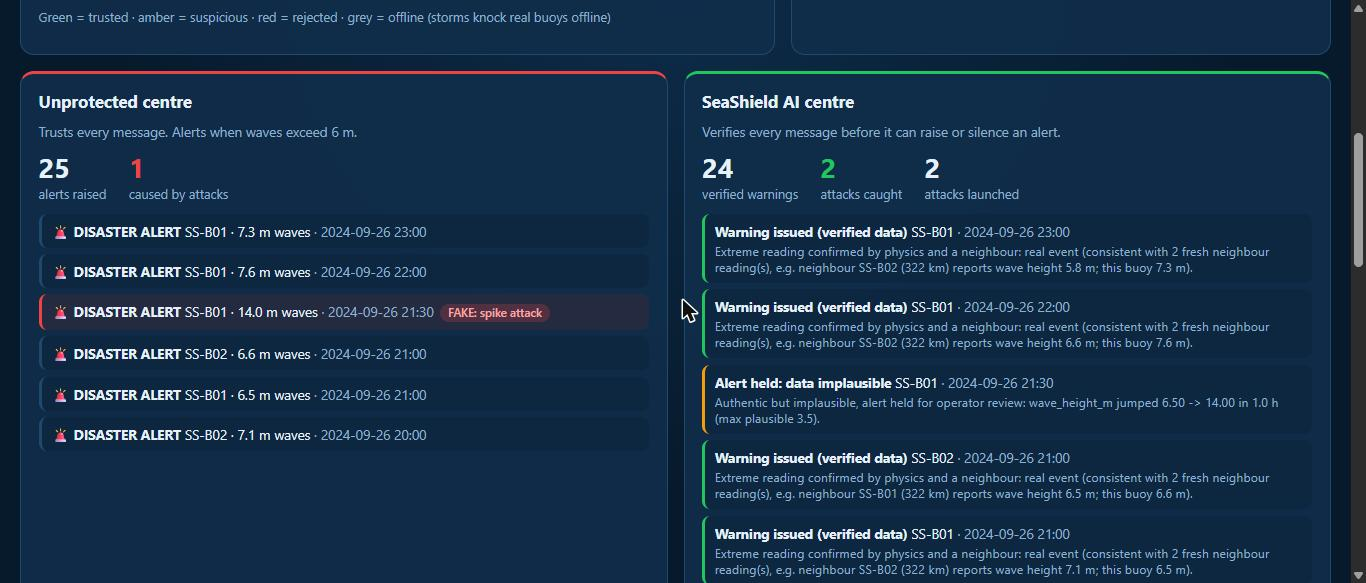 Green = trusted · amber = suspicious · red = rejected · grey = offline (storms knock real buoys offline)
Unprotected centre
Trusts every message. Alerts when waves exceed 6 m.
25
alerts raised
1
caused by attacks
🚨 DISASTER ALERT SS-B01 · 7.3 m waves · 2024-09-26 23:00
🚨 DISASTER ALERT SS-B01 · 7.6 m waves · 2024-09-26 22:00
🚨 DISASTER ALERT SS-B01 · 14.0 m waves · 2024-09-26 21:30 FAKE: spike attack
🚨 DISASTER ALERT SS-B02 · 6.6 m waves · 2024-09-26 21:00
🚨 DISASTER ALERT SS-B01 · 6.5 m waves · 2024-09-26 21:00
🚨 DISASTER ALERT SS-B02 · 7.1 m waves · 2024-09-26 20:00
SeaShield AI centre
Verifies every message before it can raise or silence an alert.
24
verified warnings
2
attacks caught
2
attacks launched
Warning issued (verified data) SS-B01 · 2024-09-26 23:00
Extreme reading confirmed by physics and a neighbour: real event (consistent with 2 fresh neighbour
reading(s), e.g. neighbour SS-B02 (322 km) reports wave height 5.8 m; this buoy 7.3 m).
Warning issued (verified data) SS-B01 · 2024-09-26 22:00
Extreme reading confirmed by physics and a neighbour: real event (consistent with 2 fresh neighbour
reading(s), e.g. neighbour SS-B02 (322 km) reports wave height 6.6 m; this buoy 7.6 m).
Alert held: data implausible SS-B01 · 2024-09-26 21:30
Authentic but implausible, alert held for operator review: wave_height_m jumped 6.50 -> 14.00 in 1.0 h
(max plausible 3.5).
Warning issued (verified data) SS-B02 · 2024-09-26 21:00
Extreme reading confirmed by physics and a neighbour: real event (consistent with 2 fresh neighbour
reading(s), e.g. neighbour SS-B01 (322 km) reports wave height 6.5 m; this buoy 6.6 m).
Warning issued (verified data) SS-B01 · 2024-09-26 21:00
Extreme reading confirmed by physics and a neighbour: real event (consistent with 2 fresh neighbour
reading(s), e.g. neighbour SS-B02 (322 km) reports wave height 7.1 m; this buoy 6.5 m).